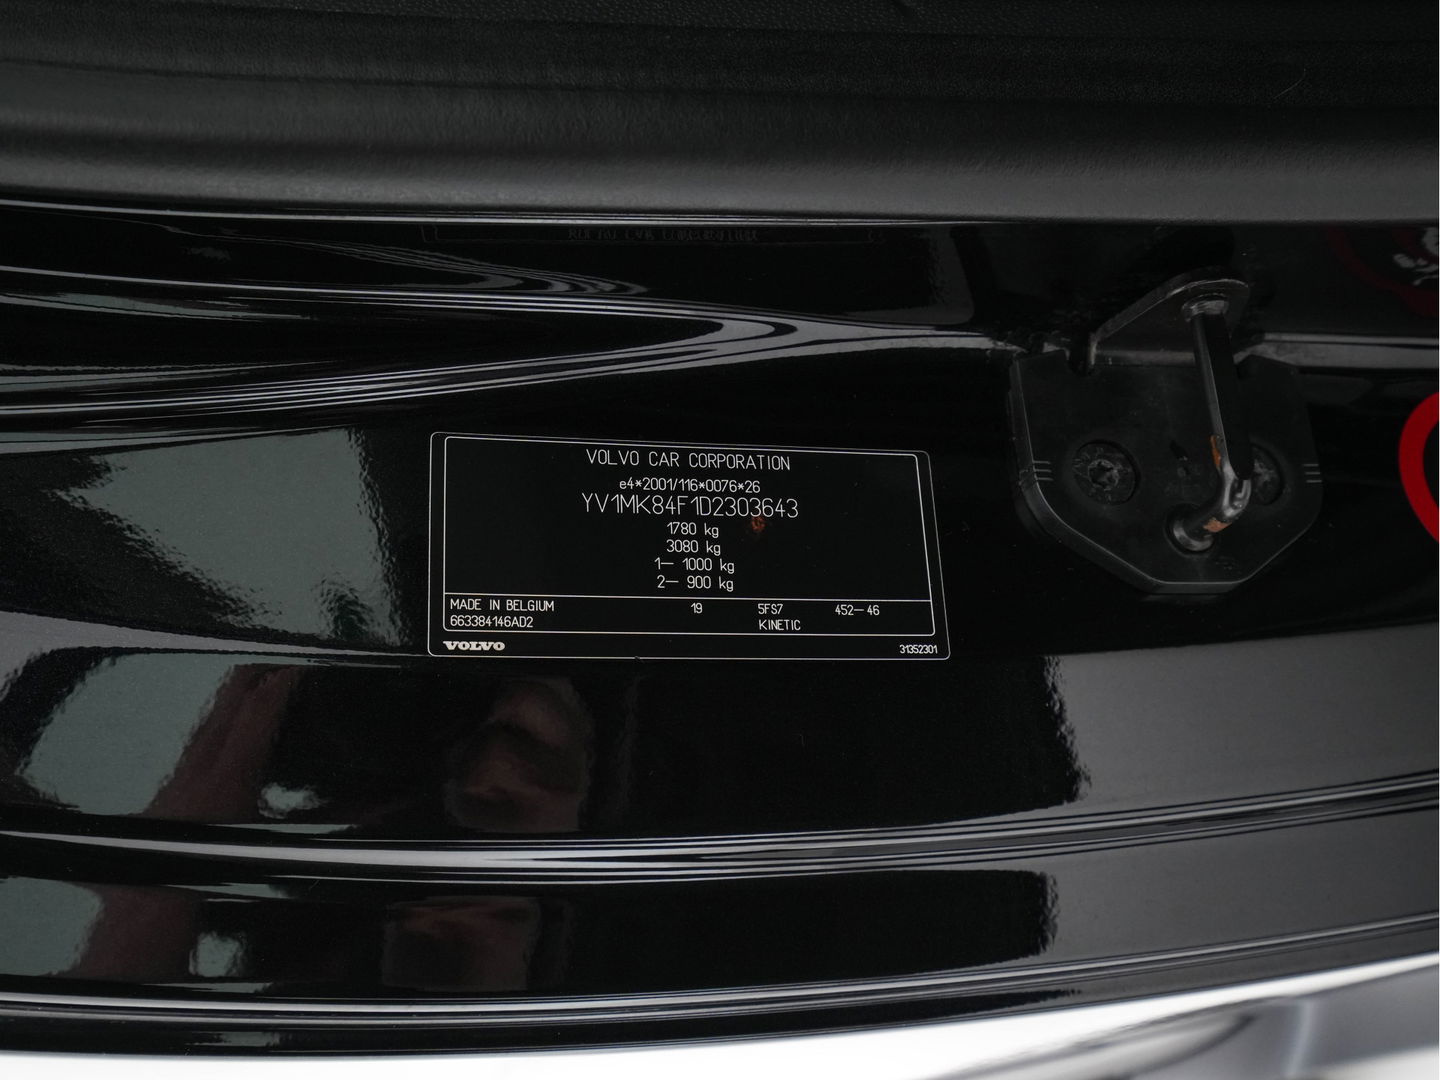 VOLVO CAR CORPORATION
e4*2001/116*0076*26
YV1MK84F1D2303643
1780 kg
3080 kg
1— 1000 kg
2— 900 kg
MADE IN BELGIUM 19 5FS7 452—46
663384146AD2 KINETIC
VOLVO 31352301